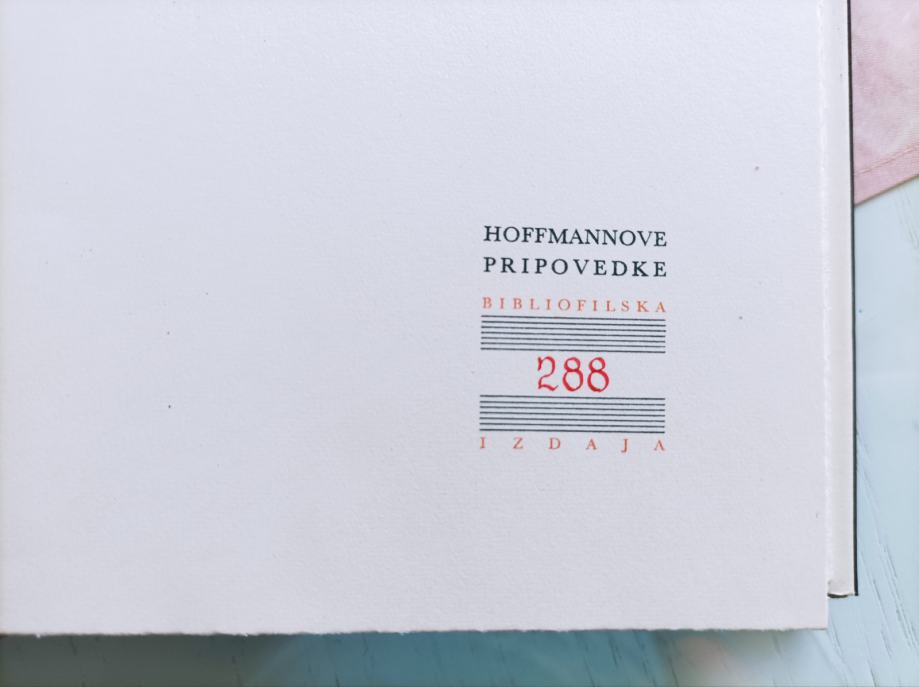 HOFFMANNOVE
PRIPOVEDKE
BIBLIOFILSKA
288
IZDAJA